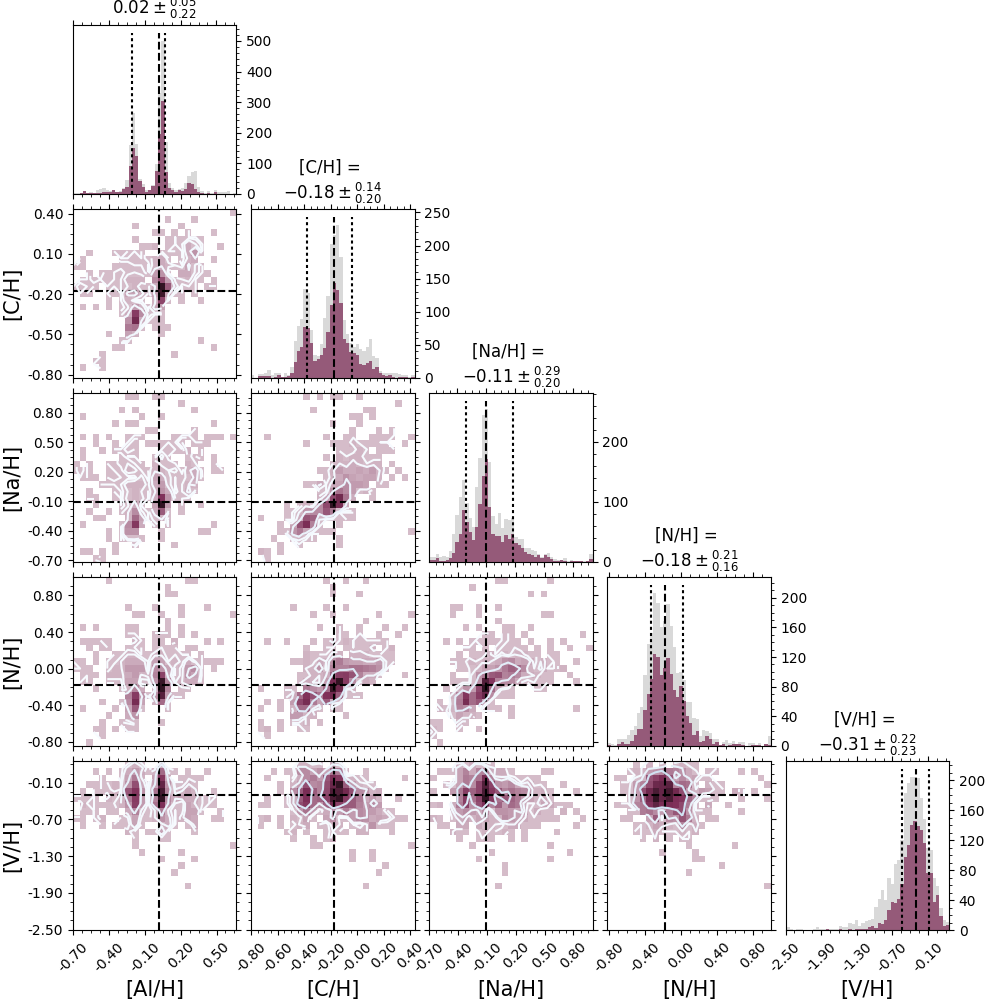 0.02 ± 0.05 0.22
500
400
300
200
100
0
[C/H] =
−0.18 ± 0.14 0.20
0.40
0.10
-0.20
-0.50
-0.80
[C/H]
250
200
150
100
50
0
[Na/H] =
−0.11 ± 0.29 0.20
0.80
0.50
0.20
-0.10
-0.40
-0.70
[Na/H]
200
100
0
[N/H] =
−0.18 ± 0.21 0.16
0.80
0.40
0.00
-0.40
-0.80
[N/H]
200
160
120
80
40
0
[V/H] =
−0.31 ± 0.22 0.23
-0.10
-0.70
-1.30
-1.90
-2.50
[V/H]
200
160
120
80
40
0
-0.70 -0.40 -0.10 0.20 0.50
-0.80 -0.60 -0.40 -0.20 -0.00 0.20 0.40
-0.70 -0.40 -0.10 0.20 0.50 0.80
-0.80 -0.40 0.00 0.40 0.80
-2.50 -1.90 -1.30 -0.70 -0.10
[Al/H] [C/H] [Na/H] [N/H] [V/H]